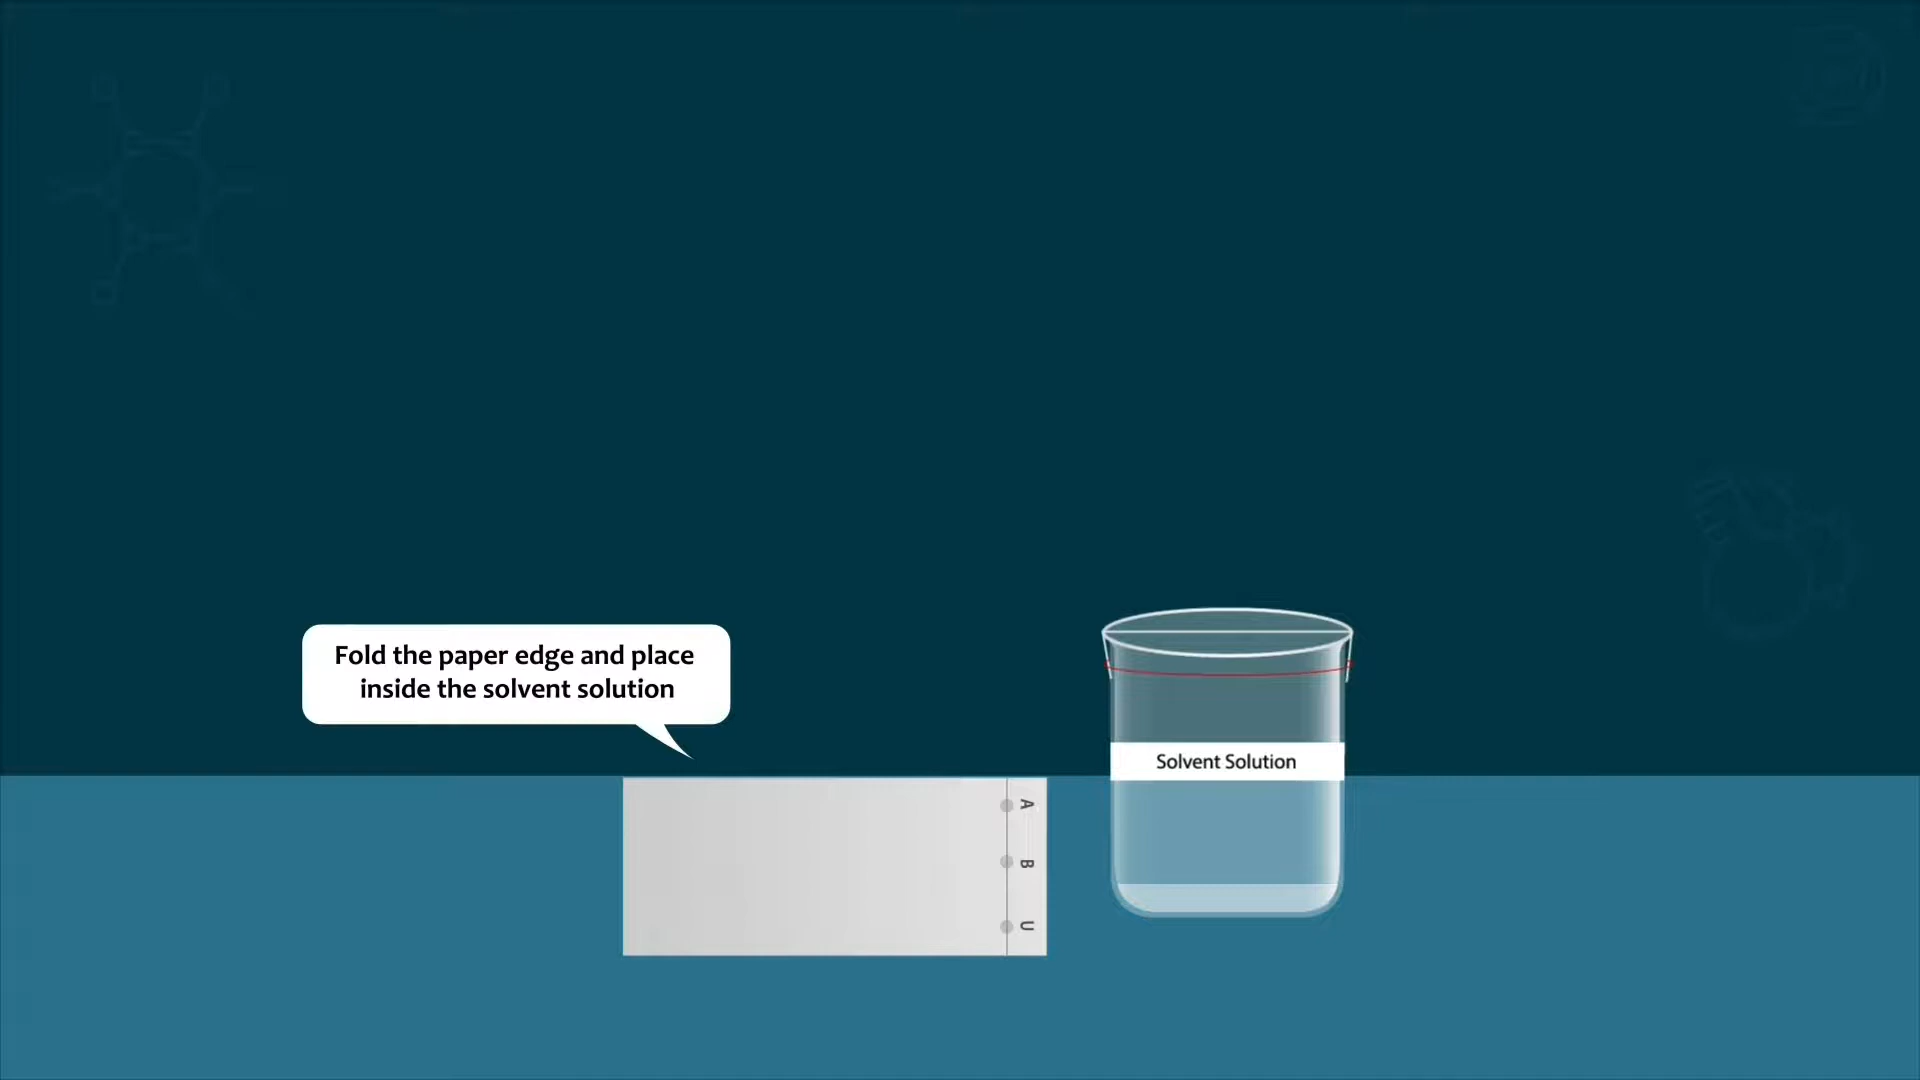 Fold the paper edge and place
inside the solvent solution
Solvent Solution
A
B
U